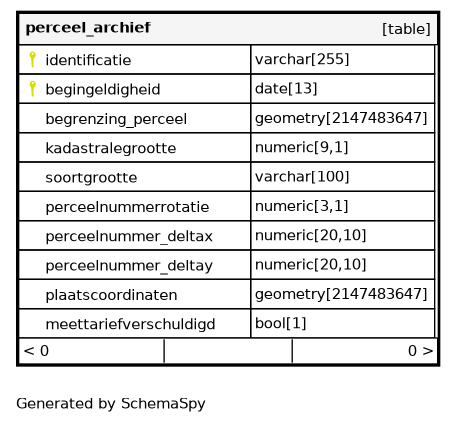 perceel_archief [table]
identificatie varchar[255]
begingeldigheid date[13]
begrenzing_perceel geometry[2147483647]
kadastralegrootte numeric[9,1]
soortgrootte varchar[100]
perceelnummerrotatie numeric[3,1]
perceelnummer_deltax numeric[20,10]
perceelnummer_deltay numeric[20,10]
plaatscoordinaten geometry[2147483647]
meettariefverschuldigd bool[1]
< 0 0 >
Generated by SchemaSpy